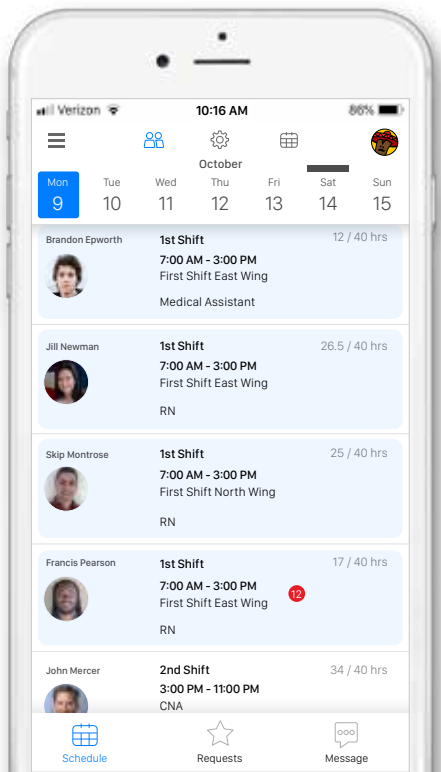 Verizon 10:16 AM 86%
October
Mon Tue Wed Thu Fri Sat Sun
9 10 11 12 13 14 15
Brandon Epworth 1st Shift 12 / 40 hrs
7:00 AM - 3:00 PM
First Shift East Wing
Medical Assistant
Jill Newman 1st Shift 26.5 / 40 hrs
7:00 AM - 3:00 PM
First Shift East Wing
RN
Skip Montrose 1st Shift 25 / 40 hrs
7:00 AM - 3:00 PM
First Shift North Wing
RN
Francis Pearson 1st Shift 17 / 40 hrs
7:00 AM - 3:00 PM 12
First Shift East Wing
RN
John Mercer 2nd Shift 34 / 40 hrs
3:00 PM - 11:00 PM
CNA
Schedule Requests Message